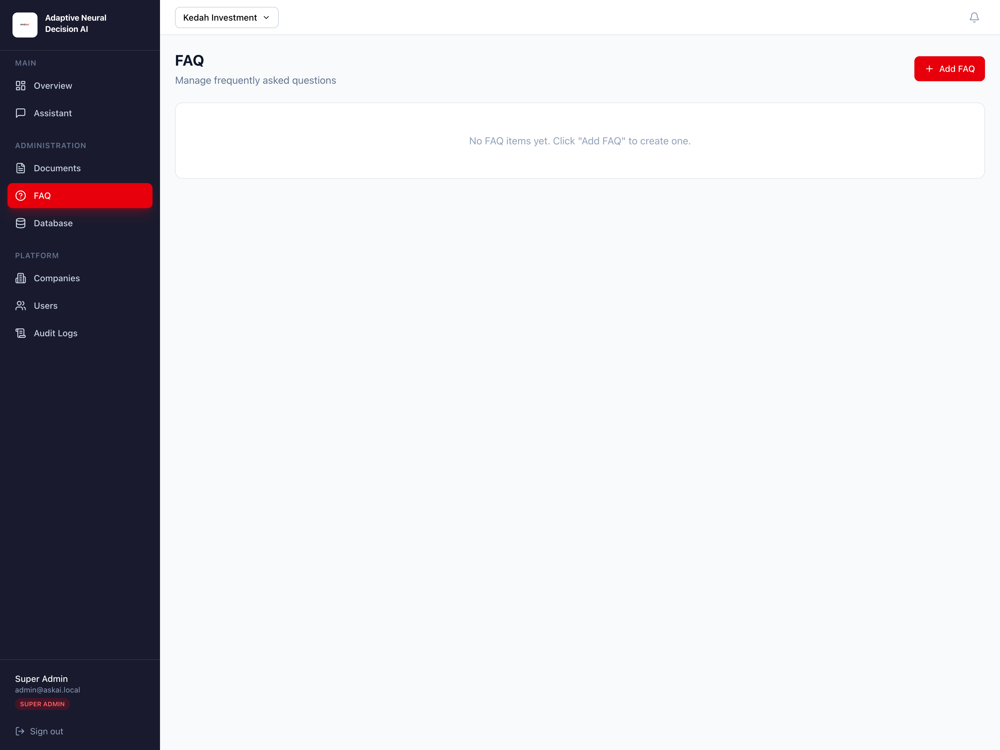 ANDAI
Adaptive Neural
Decision AI
MAIN
Overview
Assistant
ADMINISTRATION
Documents
FAQ
Database
PLATFORM
Companies
Users
Audit Logs
Super Admin
admin@askai.local
SUPER ADMIN
Sign out
Kedah Investment
FAQ
Manage frequently asked questions
Add FAQ
No FAQ items yet. Click "Add FAQ" to create one.